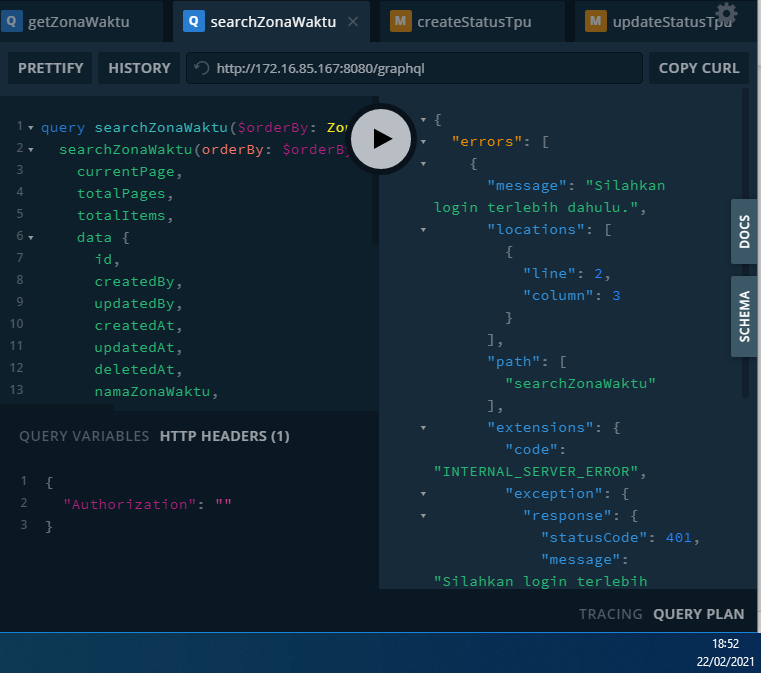 Q getZonaWaktu
Q searchZonaWaktu
M createStatusTpu
M updateStatusTpu
PRETTIFY HISTORY http://172.16.85.167:8080/graphql COPY CURL
1 query searchZonaWaktu($orderBy:
2 searchZonaWaktu(orderBy:
3 currentPage,
4 totalPages,
5 totalItems,
6 data {
7 id,
8 createdBy,
9 updatedBy,
10 createdAt,
11 updatedAt,
12 deletedAt,
13 namaZonaWaktu,
QUERY VARIABLES HTTP HEADERS (1)
1 {
2 "Authorization": ""
3 }
{
"errors": [
{
"message": "Silahkan
login terlebih dahulu.",
"locations": [
{
"line": 2,
"column": 3
}
],
"path": [
"searchZonaWaktu"
],
"extensions": {
"code":
"INTERNAL_SERVER_ERROR",
"exception": {
"response": {
"statusCode": 401,
"message":
"Silahkan login terlebih
DOCS
SCHEMA
TRACING QUERY PLAN
18:52
22/02/2021